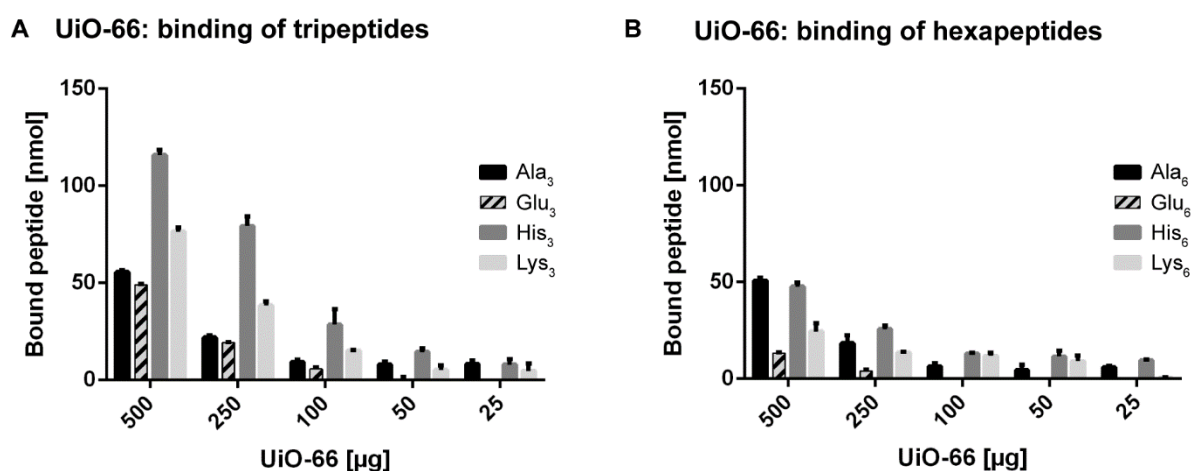 A UiO-66: binding of tripeptides
150
100
50
0
Bound peptide [nmol]
Ala₃
Glu₃
His₃
Lys₃
500 250 100 50 25
UiO-66 [µg]
B UiO-66: binding of hexapeptides
150
100
50
0
Bound peptide [nmol]
Ala₆
Glu₆
His₆
Lys₆
500 250 100 50 25
UiO-66 [µg]